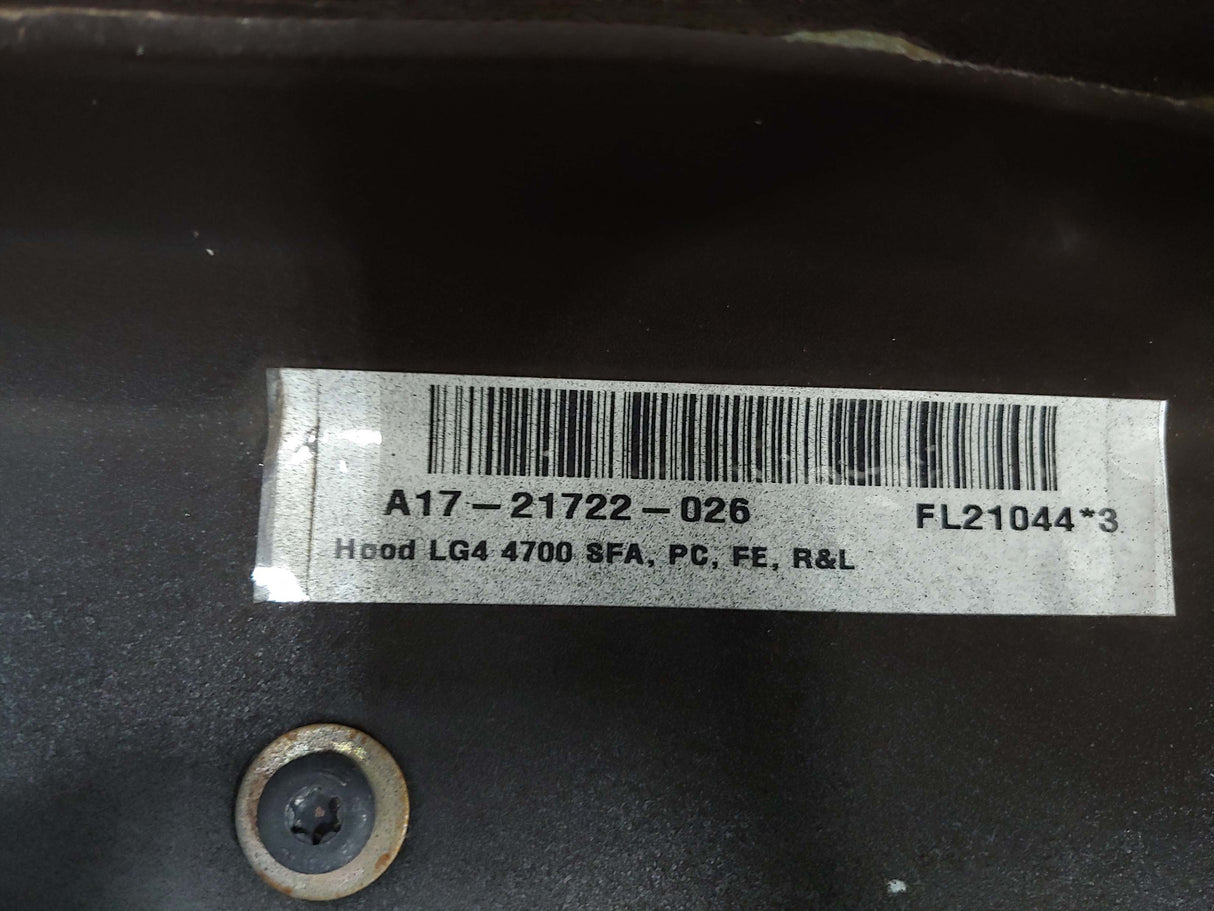 A17-21722-026 FL21044*3
Hood LG4 4700 SFA, PC, FE, R&L